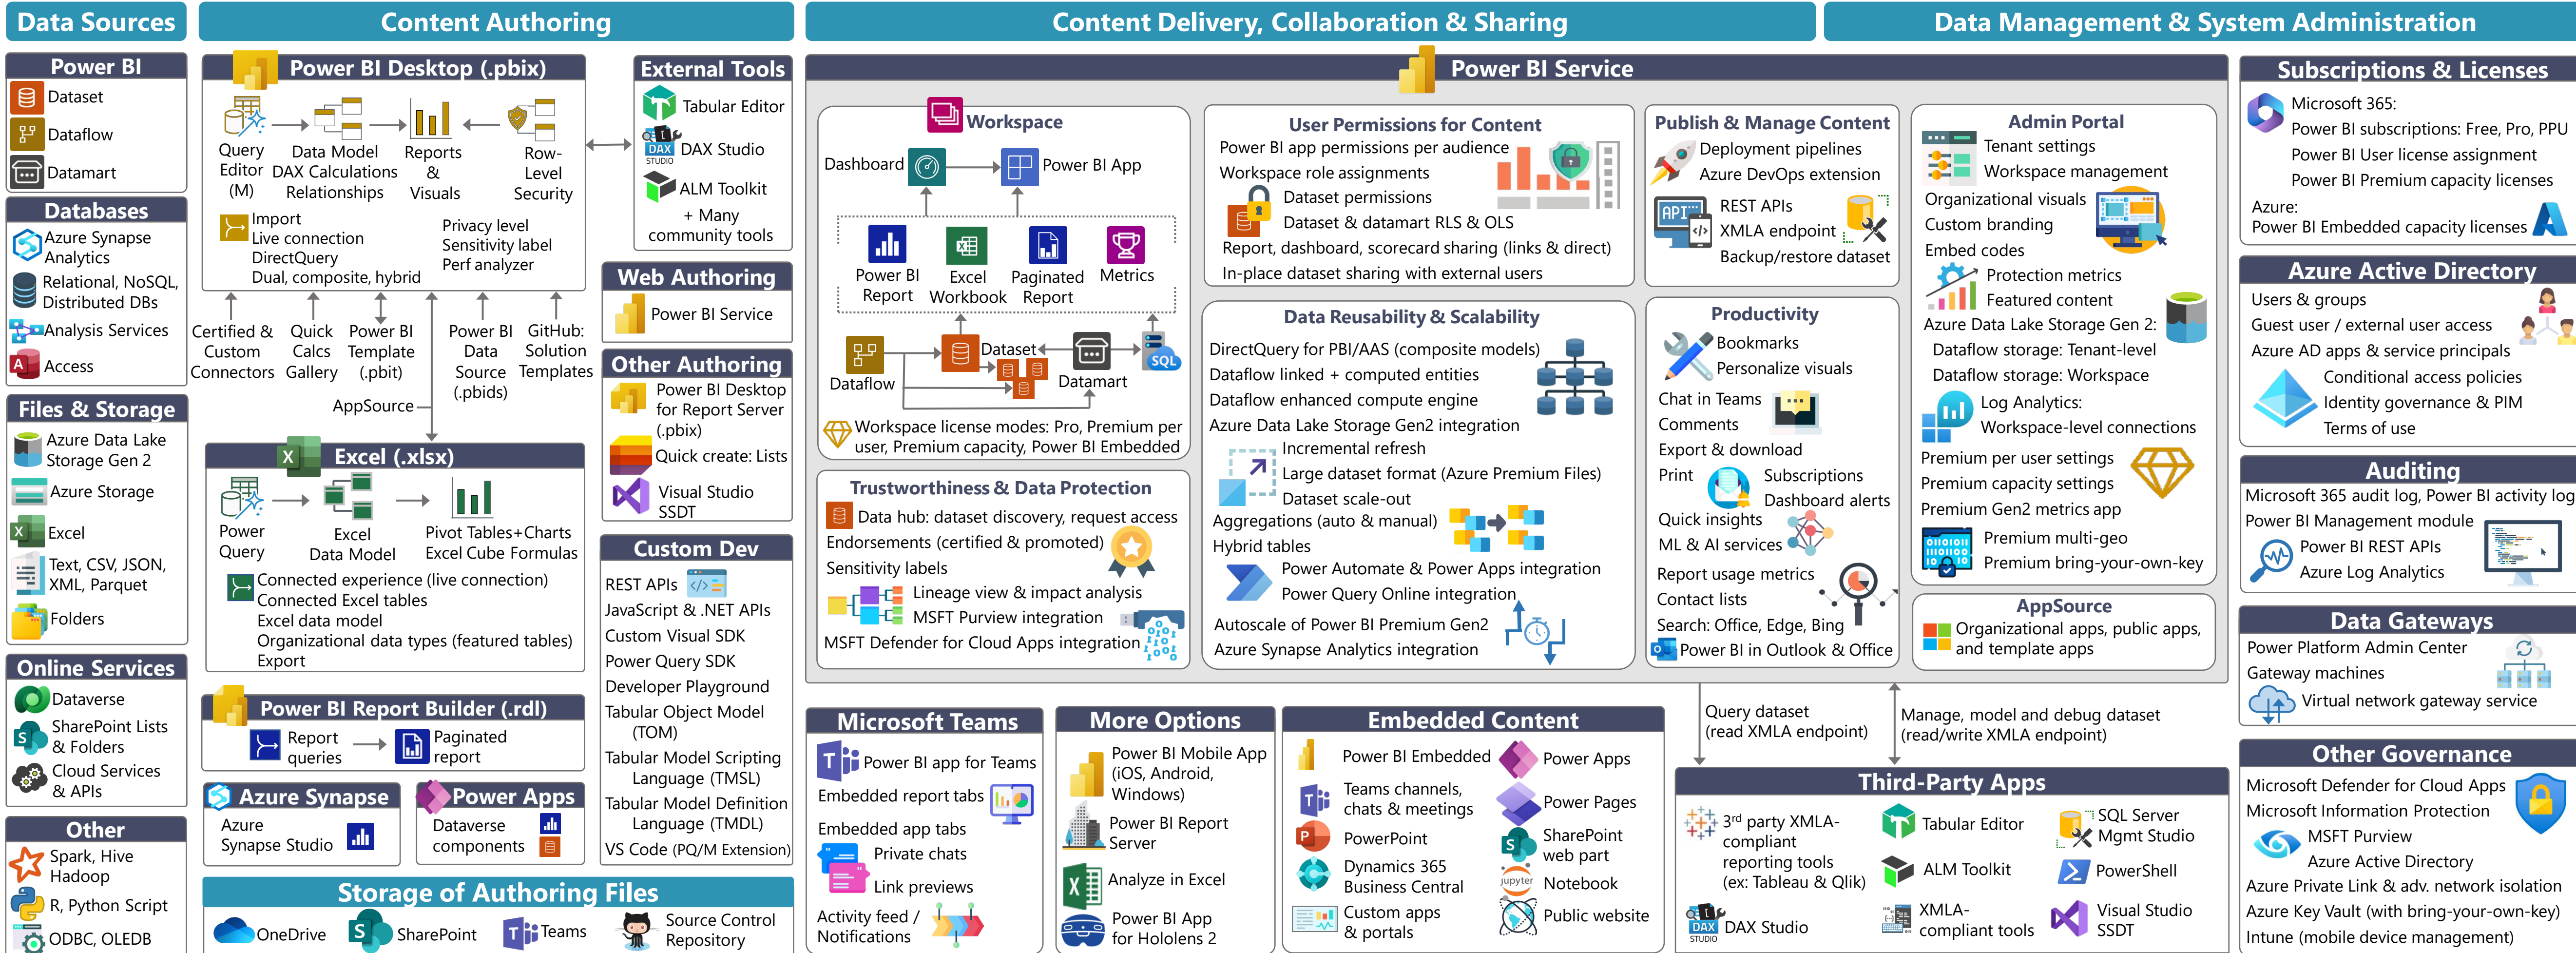 Data Sources
Power BI
Dataset
Dataflow
Datamart
Databases
Azure Synapse
Analytics
Relational, NoSQL,
Distributed DBs
Analysis Services
Access
Files & Storage
Azure Data Lake
Storage Gen 2
Azure Storage
Excel
Text, CSV, JSON,
XML, Parquet
Folders
Online Services
Dataverse
SharePoint Lists
& Folders
Cloud Services
& APIs
Other
Spark, Hive
Hadoop
R, Python Script
ODBC, OLEDB
Content Authoring
Power BI Desktop (.pbix)
Query
Editor
(M)
Data Model
DAX Calculations
Relationships
Reports
&
Visuals
Row-
Level
Security
Import
Live connection
DirectQuery
Dual, composite, hybrid
Privacy level
Sensitivity label
Perf analyzer
Certified &
Custom
Connectors
Quick
Calcs
Gallery
Power BI
Template
(.pbit)
Power BI
Data
Source
(.pbids)
GitHub:
Solution
Templates
AppSource
Excel (.xlsx)
Power
Query
Excel
Data Model
Pivot Tables+Charts
Excel Cube Formulas
Connected experience (live connection)
Connected Excel tables
Excel data model
Organizational data types (featured tables)
Export
Power BI Report Builder (.rdl)
Report
queries
Paginated
report
Azure Synapse
Azure
Synapse Studio
Power Apps
Dataverse
components
External Tools
Tabular Editor
DAX
STUDIO
DAX Studio
ALM Toolkit
+ Many
community tools
Web Authoring
Power BI Service
Other Authoring
Power BI Desktop
for Report Server
(.pbix)
Quick create: Lists
Visual Studio
SSDT
Custom Dev
REST APIs
JavaScript & .NET APIs
Custom Visual SDK
Power Query SDK
Developer Playground
Tabular Object Model
(TOM)
Tabular Model Scripting
Language (TMSL)
Tabular Model Definition
Language (TMDL)
VS Code (PQ/M Extension)
Storage of Authoring Files
OneDrive
SharePoint
Teams
Source Control
Repository
Content Delivery, Collaboration & Sharing
Power BI Service
Workspace
Dashboard
Power BI App
Power BI
Report
Excel
Workbook
Paginated
Report
Metrics
Dataflow
Dataset
Datamart
SQL
Workspace license modes: Pro, Premium per
user, Premium capacity, Power BI Embedded
Trustworthiness & Data Protection
Data hub: dataset discovery, request access
Endorsements (certified & promoted)
Sensitivity labels
Lineage view & impact analysis
MSFT Purview integration
MSFT Defender for Cloud Apps integration
User Permissions for Content
Power BI app permissions per audience
Workspace role assignments
Dataset permissions
Dataset & datamart RLS & OLS
Report, dashboard, scorecard sharing (links & direct)
In-place dataset sharing with external users
Data Reusability & Scalability
DirectQuery for PBI/AAS (composite models)
Dataflow linked + computed entities
Dataflow enhanced compute engine
Azure Data Lake Storage Gen2 integration
Incremental refresh
Large dataset format (Azure Premium Files)
Dataset scale-out
Aggregations (auto & manual)
Hybrid tables
Power Automate & Power Apps integration
Power Query Online integration
Autoscale of Power BI Premium Gen2
Azure Synapse Analytics integration
Publish & Manage Content
Deployment pipelines
Azure DevOps extension
API
REST APIs
XMLA endpoint
Backup/restore dataset
Productivity
Bookmarks
Personalize visuals
Chat in Teams
Comments
Export & download
Print
Subscriptions
Dashboard alerts
Quick insights
ML & AI services
Report usage metrics
Contact lists
Search: Office, Edge, Bing
Power BI in Outlook & Office
Admin Portal
Tenant settings
Workspace management
Organizational visuals
Custom branding
Embed codes
Protection metrics
Featured content
Azure Data Lake Storage Gen 2:
Dataflow storage: Tenant-level
Dataflow storage: Workspace
Log Analytics:
Workspace-level connections
Premium per user settings
Premium capacity settings
Premium Gen2 metrics app
Premium multi-geo
Premium bring-your-own-key
AppSource
Organizational apps, public apps,
and template apps
Microsoft Teams
Power BI app for Teams
Embedded report tabs
Embedded app tabs
Private chats
Link previews
Activity feed /
Notifications
More Options
Power BI Mobile App
(iOS, Android,
Windows)
Power BI Report
Server
Analyze in Excel
Power BI App
for Hololens 2
Embedded Content
Power BI Embedded
Teams channels,
chats & meetings
PowerPoint
Dynamics 365
Business Central
Custom apps
& portals
Power Apps
Power Pages
SharePoint
web part
jupyter
Notebook
Public website
Query dataset
(read XMLA endpoint)
Manage, model and debug dataset
(read/write XMLA endpoint)
Third-Party Apps
3rd party XMLA-
compliant
reporting tools
(ex: Tableau & Qlik)
DAX
STUDIO
DAX Studio
Tabular Editor
ALM Toolkit
XMLA-
compliant tools
SQL Server
Mgmt Studio
PowerShell
Visual Studio
SSDT
Data Management & System Administration
Subscriptions & Licenses
Microsoft 365:
Power BI subscriptions: Free, Pro, PPU
Power BI User license assignment
Power BI Premium capacity licenses
Azure:
Power BI Embedded capacity licenses
Azure Active Directory
Users & groups
Guest user / external user access
Azure AD apps & service principals
Conditional access policies
Identity governance & PIM
Terms of use
Auditing
Microsoft 365 audit log, Power BI activity log
Power BI Management module
Power BI REST APIs
Azure Log Analytics
Data Gateways
Power Platform Admin Center
Gateway machines
Virtual network gateway service
Other Governance
Microsoft Defender for Cloud Apps
Microsoft Information Protection
MSFT Purview
Azure Active Directory
Azure Private Link & adv. network isolation
Azure Key Vault (with bring-your-own-key)
Intune (mobile device management)